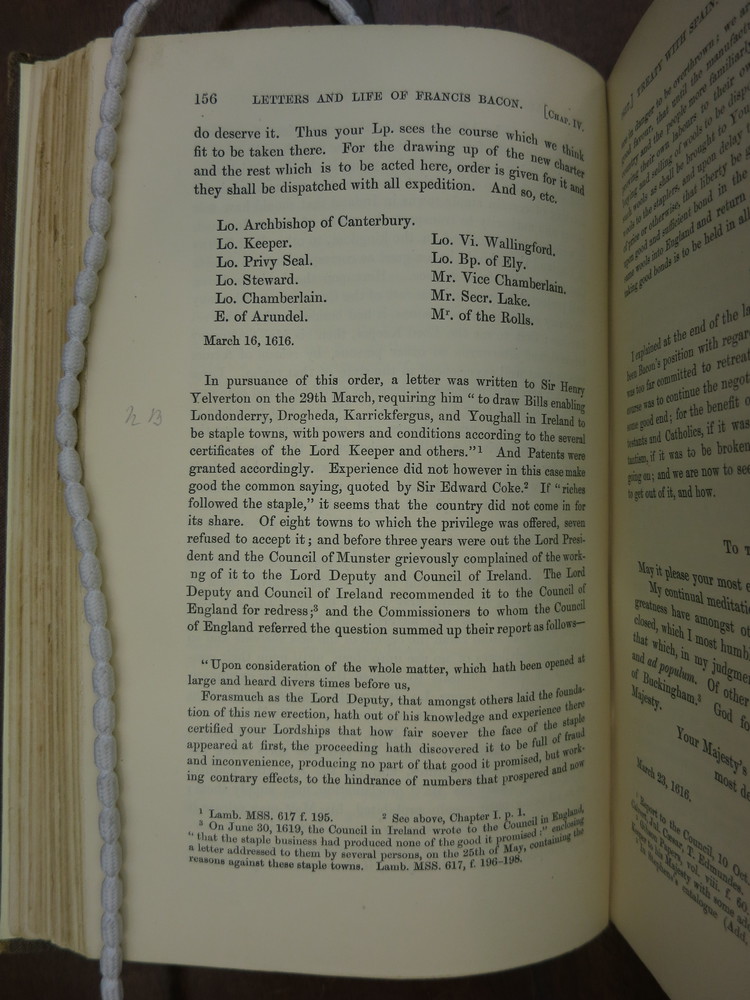 156 LETTERS AND LIFE OF FRANCIS BACON. [CHAP. IV.
do deserve it. Thus your Lp. sees the course which we think
fit to be taken there. For the drawing up of the new charter
and the rest which is to be acted here, order is given for it and
they shall be dispatched with all expedition. And so, etc.
Lo. Archbishop of Canterbury.
Lo. Keeper.
Lo. Privy Seal.
Lo. Steward.
Lo. Chamberlain.
E. of Arundel.
Lo. Vi. Wallingford.
Lo. Bp. of Ely.
Mr. Vice Chamberlain.
Mr. Secr. Lake.
Mr. of the Rolls.
March 16, 1616.
In pursuance of this order, a letter was written to Sir Henry
Yelverton on the 29th March, requiring him "to draw Bills enabling
Londonderry, Drogheda, Karrickfergus, and Youghall in Ireland to
be staple towns, with powers and conditions according to the several
certificates of the Lord Keeper and others."1 And Patents were
granted accordingly. Experience did not however in this case make
good the common saying, quoted by Sir Edward Coke.2 If "riches
followed the staple," it seems that the country did not come in for
its share. Of eight towns to which the privilege was offered, seven
refused to accept it; and before three years were out the Lord Presi-
dent and the Council of Munster grievously complained of the work-
ng of it to the Lord Deputy and Council of Ireland. The Lord
Deputy and Council of Ireland recommended it to the Council of
England for redress;3 and the Commissioners to whom the Council
of England referred the question summed up their report as follows—
"Upon consideration of the whole matter, which hath been opened at
large and heard divers times before us,
Forasmuch as the Lord Deputy, that amongst others laid the founda-
tion of this new erection, hath out of his knowledge and experience there
certified your Lordships that how fair soever the face of the staple
appeared at first, the proceeding hath discovered it to be full of fraud
and inconvenience, producing no part of that good it promised, but work-
ing contrary effects, to the hindrance of numbers that prospered and now
1 Lamb. MSS. 617 f. 195. 2 See above, Chapter I. p. 1.
3 On June 30, 1619, the Council in Ireland wrote to the Council in England,
"that the staple business had produced none of the good it promised:" enclosing
a letter addressed to them by several persons, on the 25th of May, containing the
reasons against these staple towns. Lamb. MSS. 617, f. 196-198.
NB
TREATY WITH SPAIN.
I explained at the end of the la
been Bacon's position with regar
was too far committed to retreat
course was to continue the negot
some good end; for the benefit o
testants and Catholics, if it was
tantism, if it was to be broken
going on; and we are now to see
to get out of it, and how.
To
May it please your most e
My continual meditatio
greatness have amongst ot
closed, which I most humb
that which, in my judgme
and ad populum. Of other
of Buckingham. God fo
Majesty.
Your Majesty's
most de
March 23, 1616.